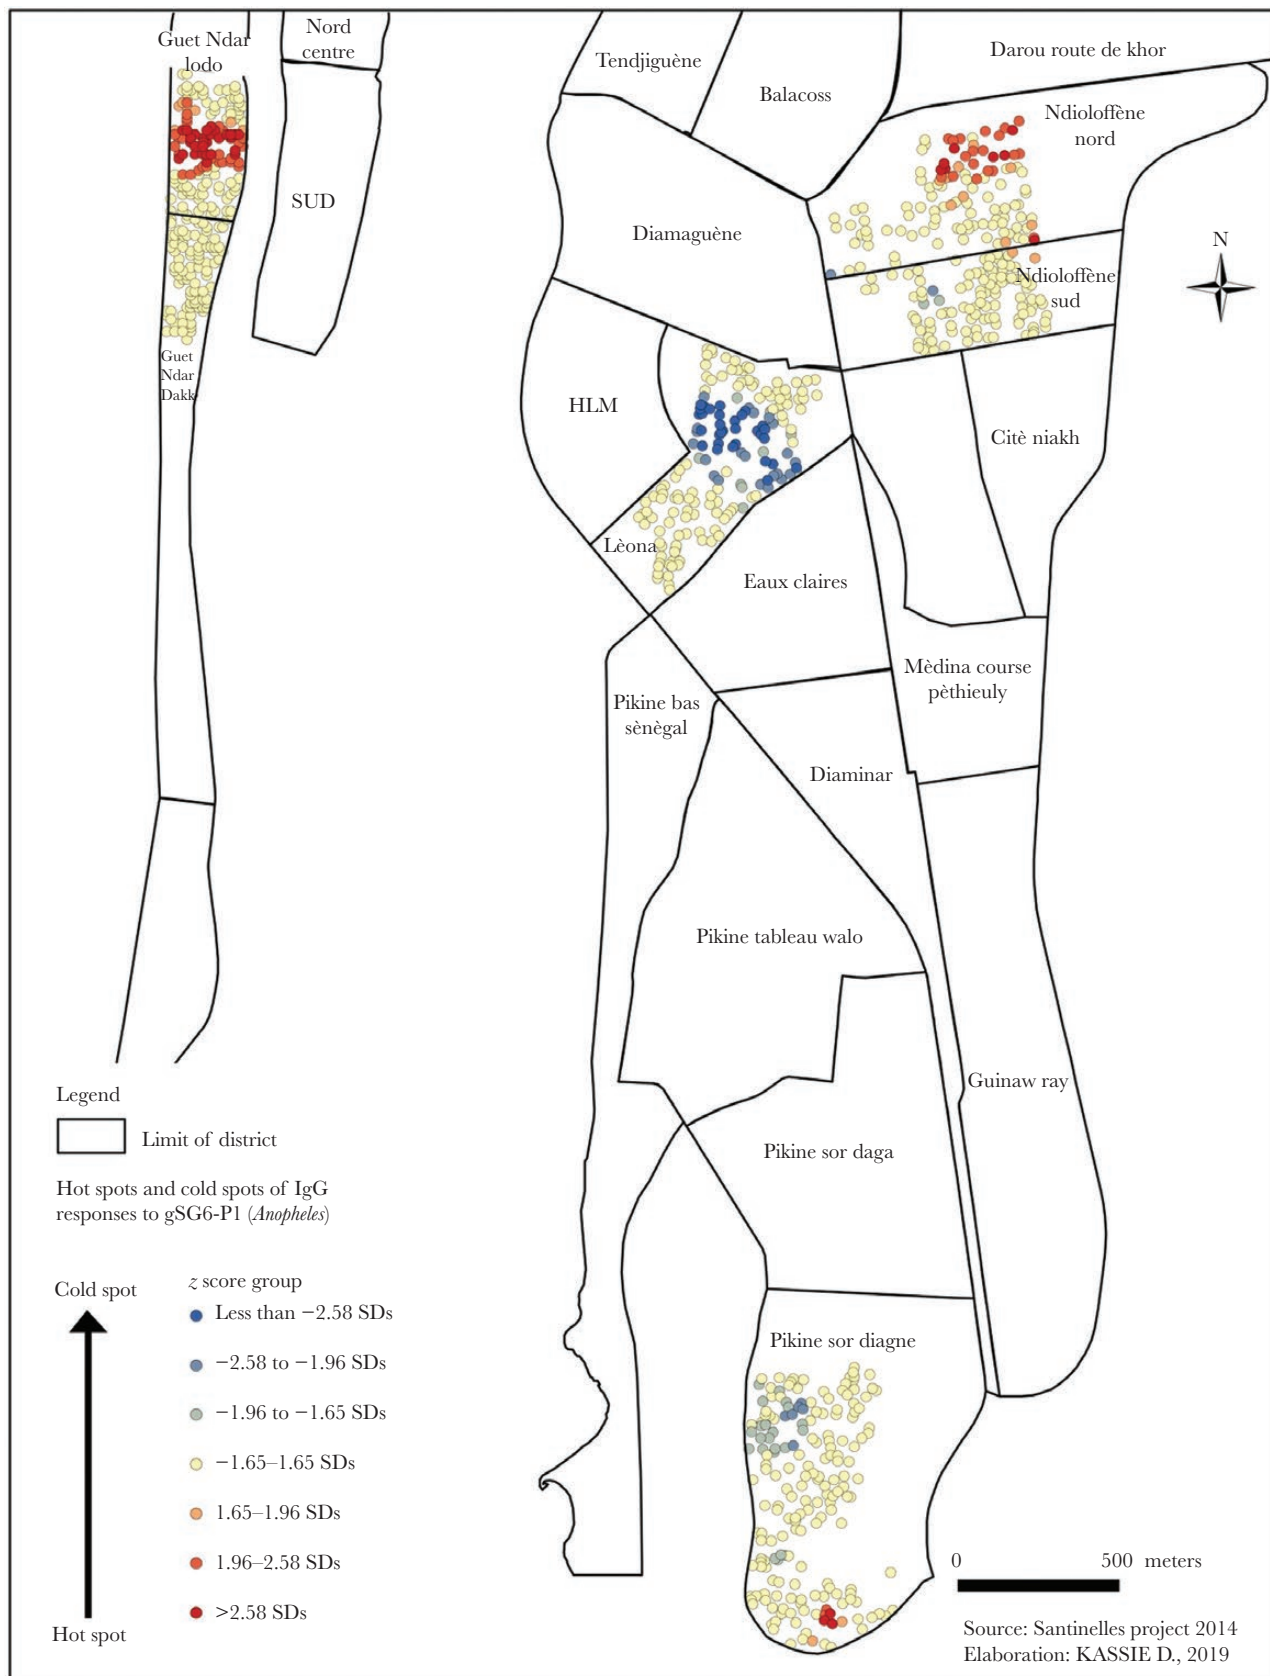 Guet Ndar
lodo
Nord
centre
Tendjiguène
Balacoss
Darou route de khor
Ndioloffène
nord
SUD
Diamaguène
N
Ndioloffène
sud
Guet
Ndar
Dakk
HLM
Citè niakh
Lèona
Eaux claires
Mèdina course
pèthieuly
Pikine bas
sènègal
Diaminar
Pikine tableau walo
Guinaw ray
Pikine sor daga
Pikine sor diagne
Legend
Limit of district
Hot spots and cold spots of IgG
responses to gSG6-P1 (Anopheles)
Cold spot
z score group
Less than −2.58 SDs
−2.58 to −1.96 SDs
−1.96 to −1.65 SDs
−1.65–1.65 SDs
1.65–1.96 SDs
1.96–2.58 SDs
>2.58 SDs
Hot spot
0 500 meters
Source: Santinelles project 2014
Elaboration: KASSIE D., 2019